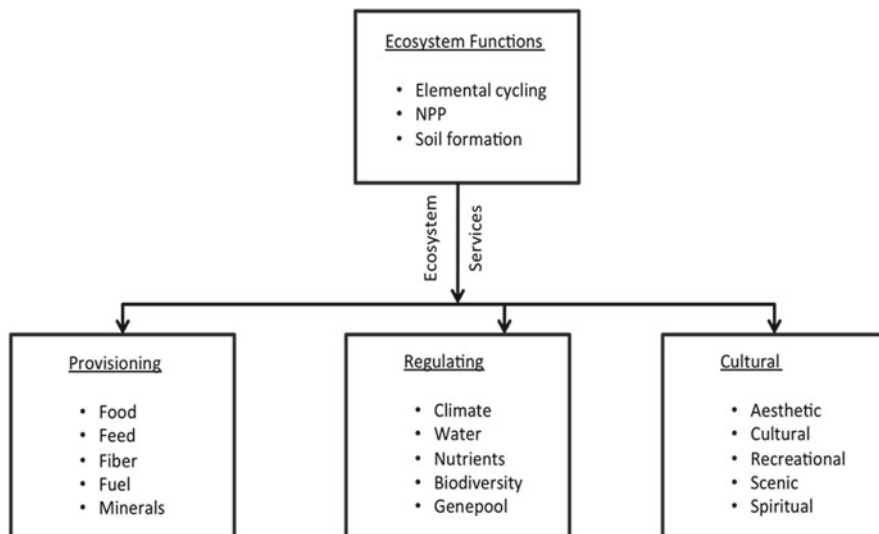 Ecosystem Functions
• Elemental cycling
• NPP
• Soil formation
Ecosystem
Services
Provisioning
• Food
• Feed
• Fiber
• Fuel
• Minerals
Regulating
• Climate
• Water
• Nutrients
• Biodiversity
• Genepool
Cultural
• Aesthetic
• Cultural
• Recreational
• Scenic
• Spiritual